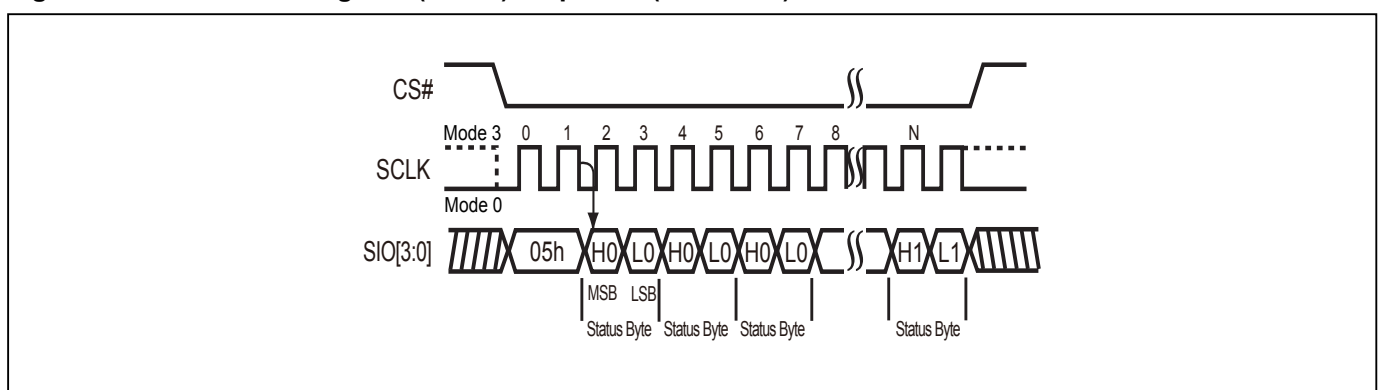 CS#
Mode 3 0 1 2 3 4 5 6 7 8 N
SCLK
Mode 0
SIO[3:0] 05h H0 L0 H0 L0 H0 L0 H1 L1
MSB LSB
Status Byte Status Byte Status Byte Status Byte